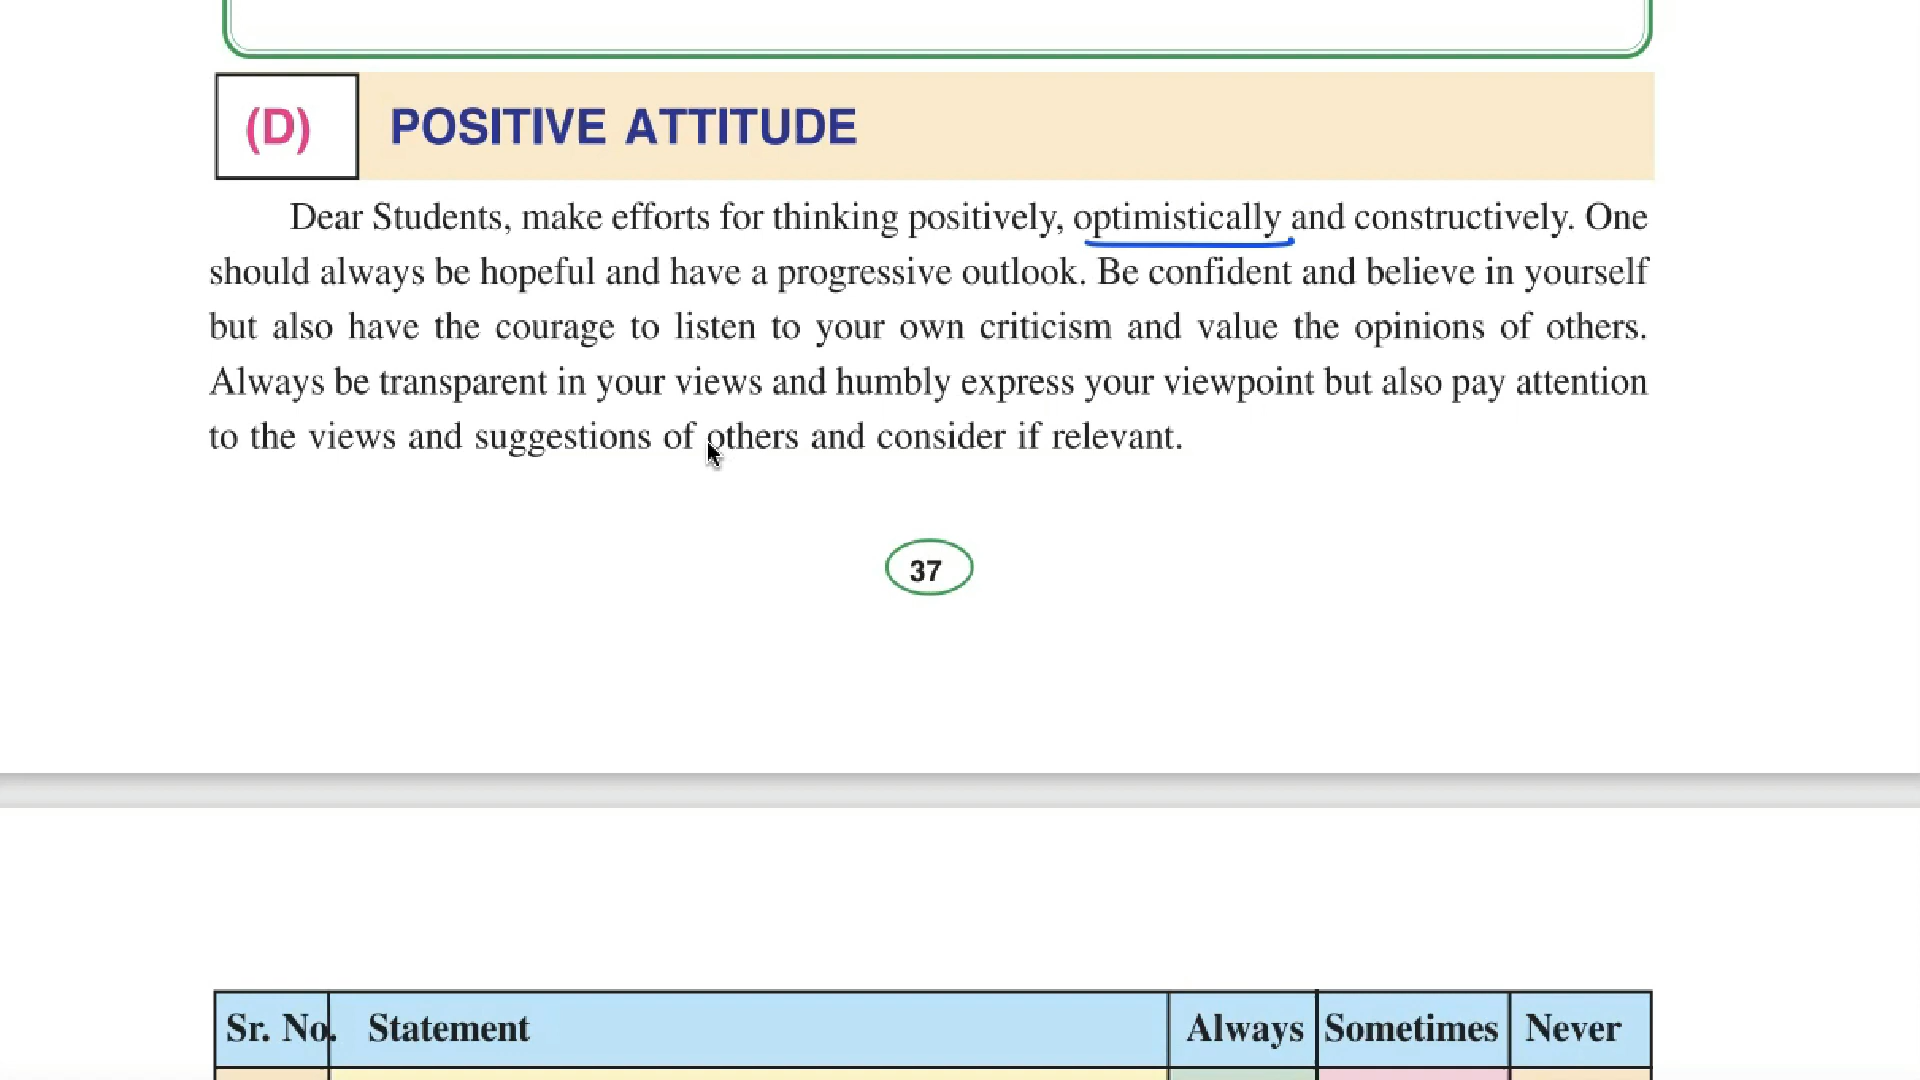 (D) POSITIVE ATTITUDE
Dear Students, make efforts for thinking positively, optimistically and constructively. One
should always be hopeful and have a progressive outlook. Be confident and believe in yourself
but also have the courage to listen to your own criticism and value the opinions of others.
Always be transparent in your views and humbly express your viewpoint but also pay attention
to the views and suggestions of others and consider if relevant.
37
Sr. No. Statement Always Sometimes Never